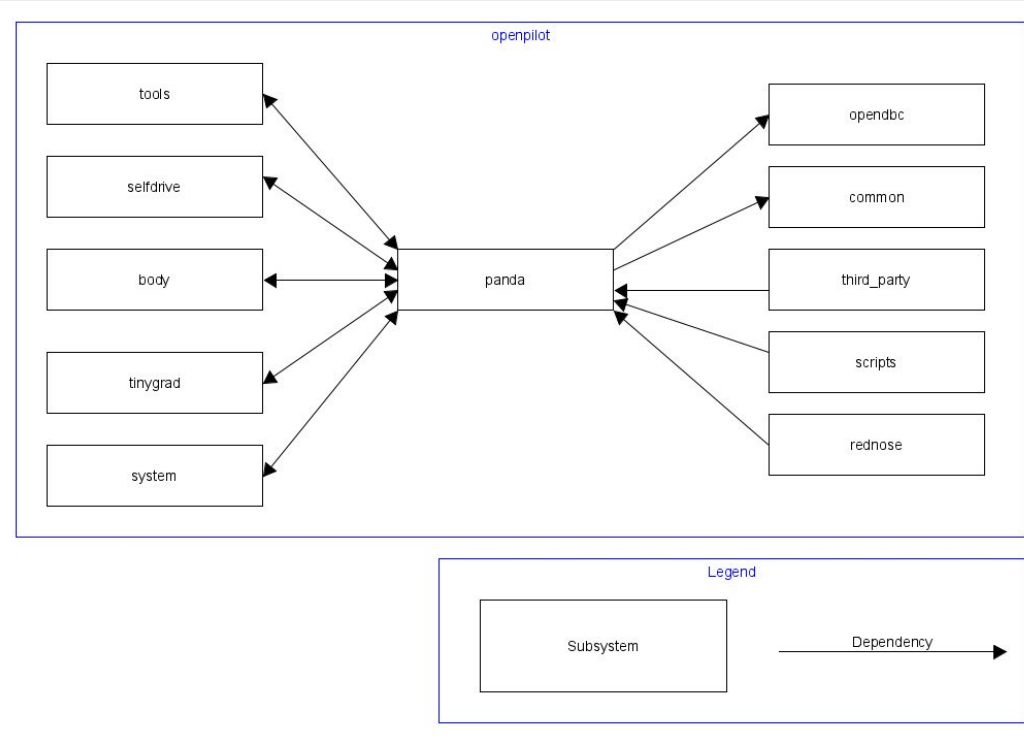 openpilot
tools
selfdrive
body
tinygrad
system
panda
opendbc
common
third_party
scripts
rednose
Legend
Subsystem
Dependency